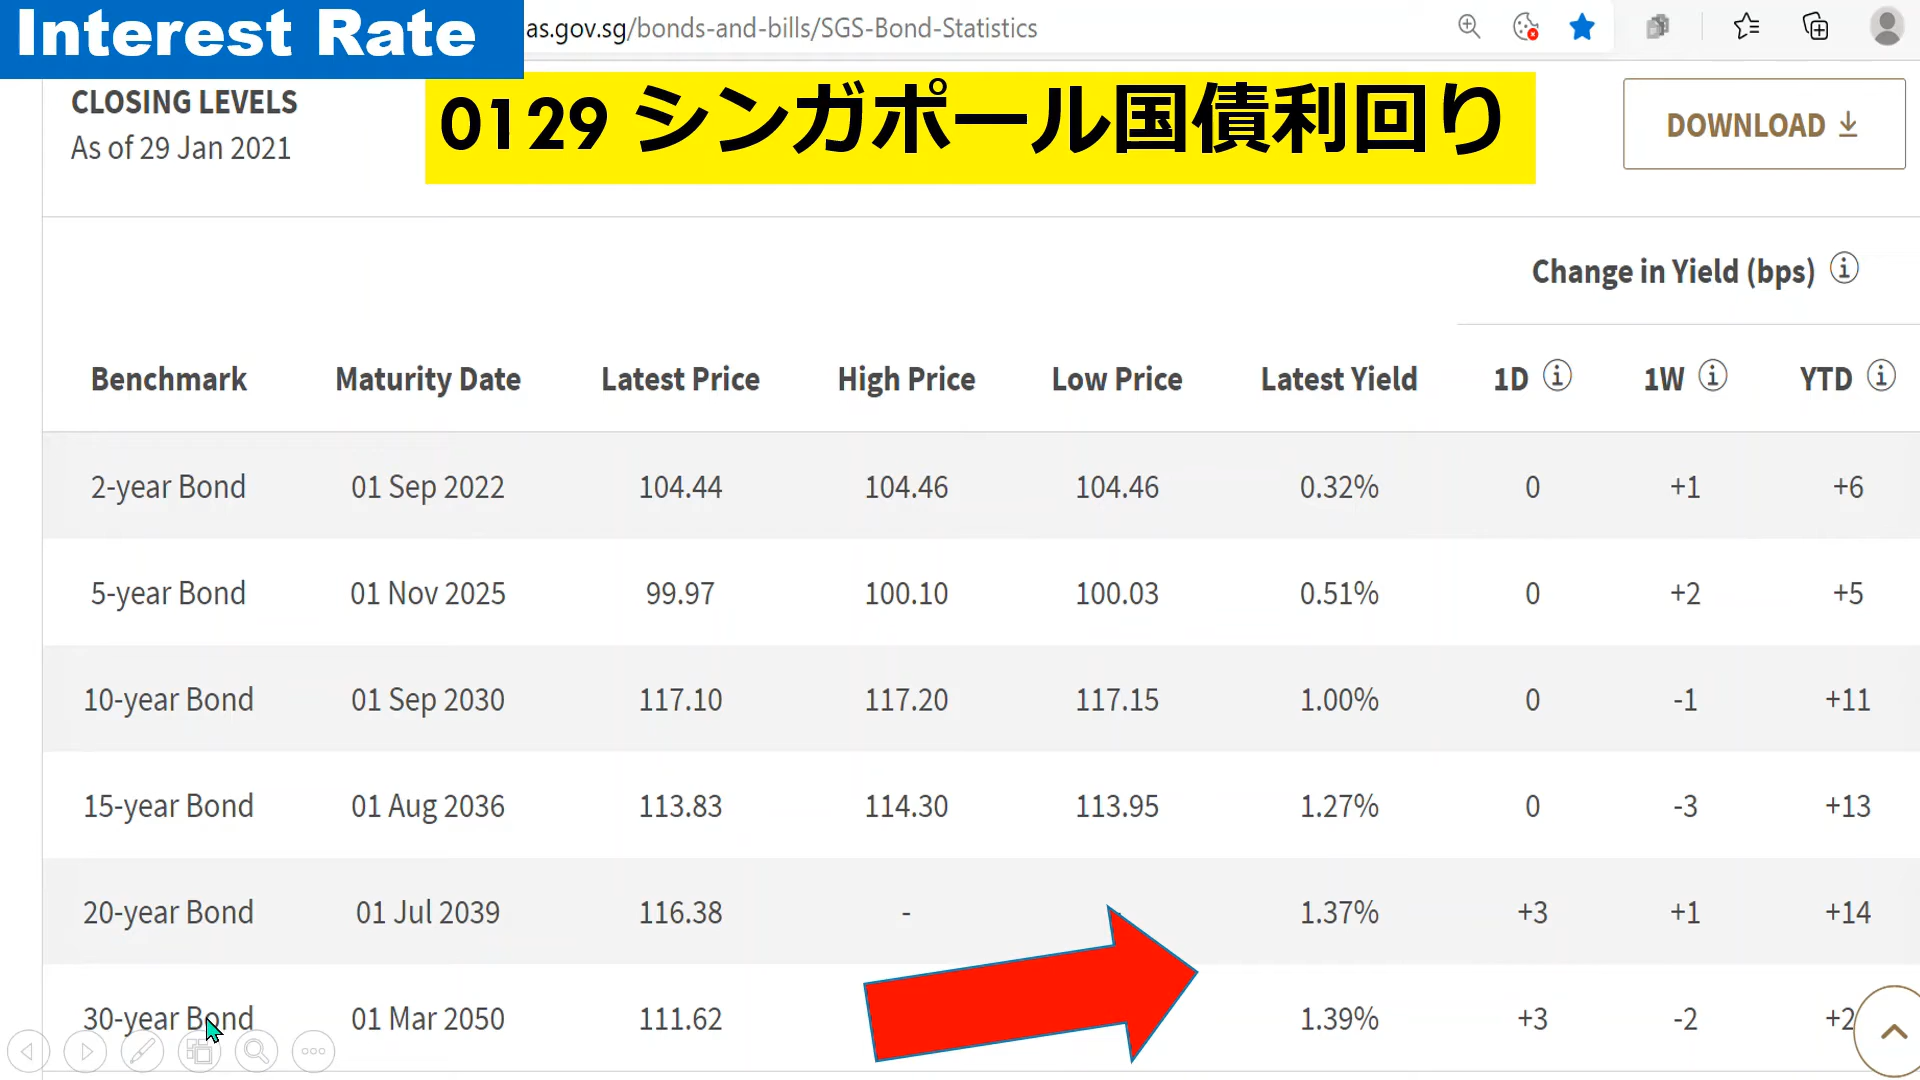 Interest Rate
as.gov.sg/bonds-and-bills/SGS-Bond-Statistics
CLOSING LEVELS
As of 29 Jan 2021
0129 シンガポール国債利回り
DOWNLOAD
Change in Yield (bps)
Benchmark Maturity Date Latest Price High Price Low Price Latest Yield 1D 1W YTD
2-year Bond 01 Sep 2022 104.44 104.46 104.46 0.32% 0 +1 +6
5-year Bond 01 Nov 2025 99.97 100.10 100.03 0.51% 0 +2 +5
10-year Bond 01 Sep 2030 117.10 117.20 117.15 1.00% 0 -1 +11
15-year Bond 01 Aug 2036 113.83 114.30 113.95 1.27% 0 -3 +13
20-year Bond 01 Jul 2039 116.38 - 1.37% +3 +1 +14
30-year Bond 01 Mar 2050 111.62 1.39% +3 -2